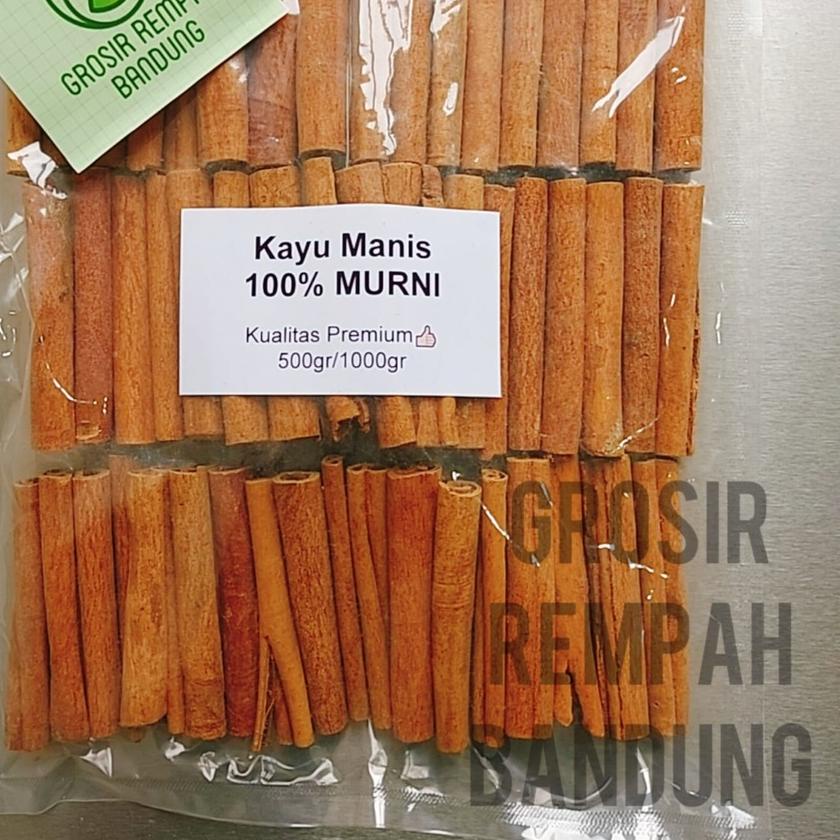 GROSIR REMPAH
BANDUNG
Kayu Manis
100% MURNI
Kualitas Premium👍
500gr/1000gr
GROSIR
REMPAH
BANDUNG